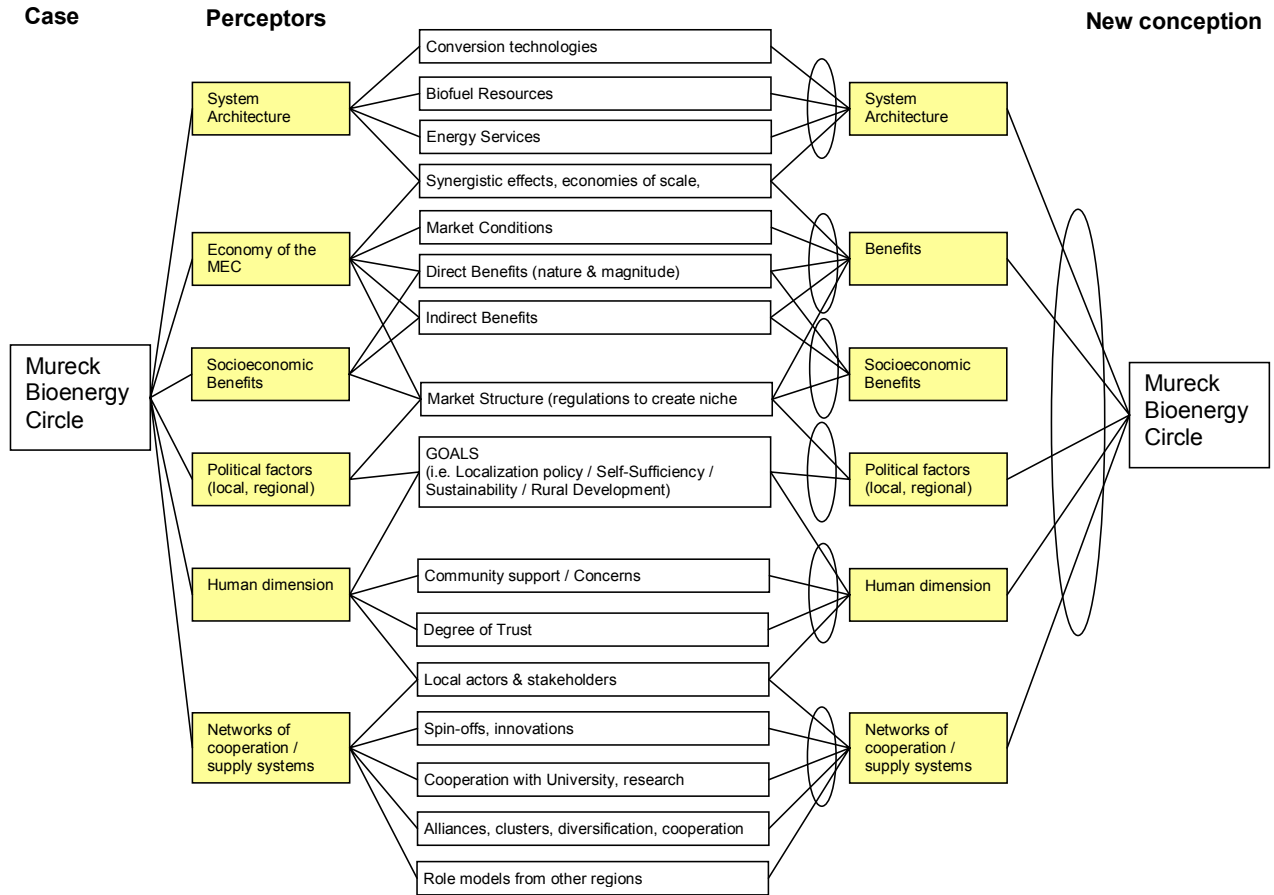 Case
Perceptors
New conception
Mureck
Bioenergy
Circle
System
Architecture
Economy of the
MEC
Socioeconomic
Benefits
Political factors
(local, regional)
Human dimension
Networks of
cooperation /
supply systems
Conversion technologies
Biofuel Resources
Energy Services
Synergistic effects, economies of scale,
Market Conditions
Direct Benefits (nature & magnitude)
Indirect Benefits
Market Structure (regulations to create niche
GOALS
(i.e. Localization policy / Self-Sufficiency /
Sustainability / Rural Development)
Community support / Concerns
Degree of Trust
Local actors & stakeholders
Spin-offs, innovations
Cooperation with University, research
Alliances, clusters, diversification, cooperation
Role models from other regions
System
Architecture
Benefits
Socioeconomic
Benefits
Political factors
(local, regional)
Human dimension
Networks of
cooperation /
supply systems
Mureck
Bioenergy
Circle